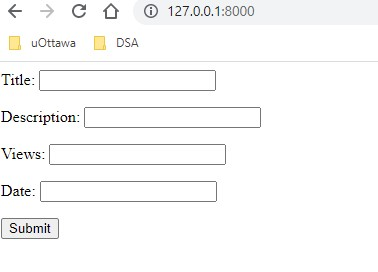 127.0.0.1:8000
uOttawa DSA
Title:
Description:
Views:
Date:
Submit